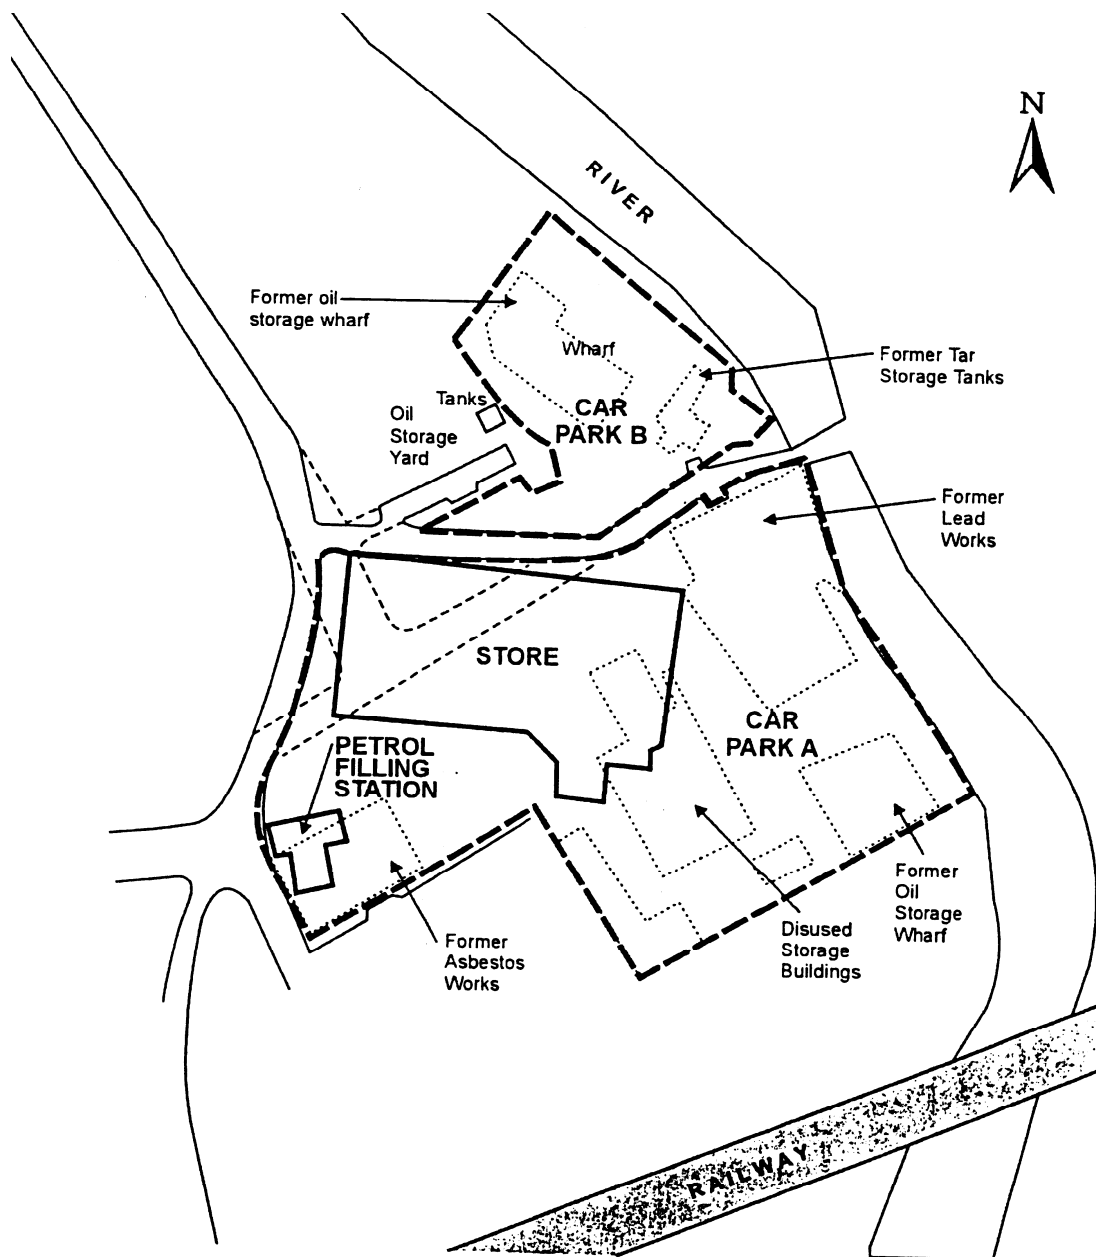 N
RIVER
Former oil
storage wharf
Wharf
Former Tar
Storage Tanks
Tanks
CAR
PARK B
Oil
Storage
Yard
Former
Lead
Works
STORE
CAR
PARK A
PETROL
FILLING
STATION
Former
Oil
Storage
Wharf
Disused
Storage
Buildings
Former
Asbestos
Works
RAILWAY